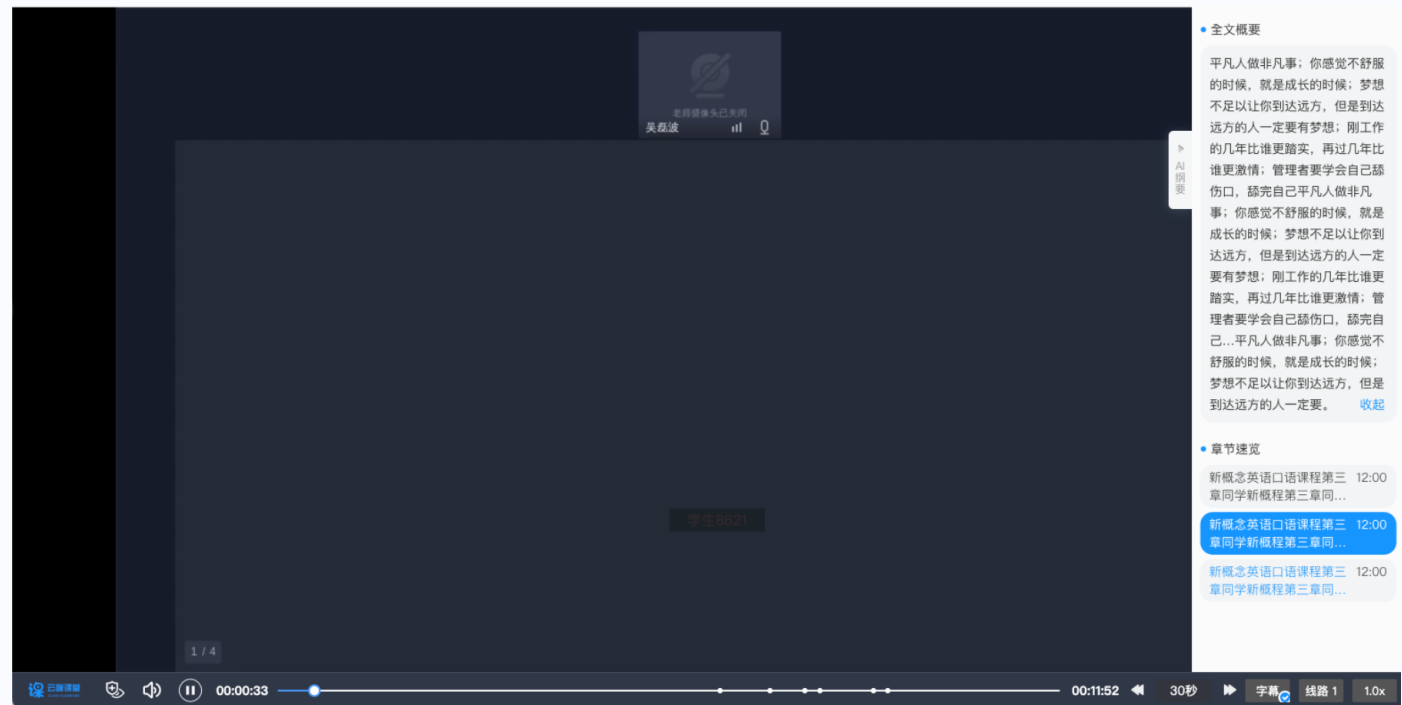 老师摄像头已关闭
吴磊波
学生8621
1 / 4
AI
纲
要
全文概要
平凡人做非凡事；你感觉不舒服
的时候，就是成长的时候；梦想
不足以让你到达远方，但是到达
远方的人一定要有梦想；刚工作
的几年比谁更踏实，再过几年比
谁更激情；管理者要学会自己舔
伤口，舔完自己平凡人做非凡
事；你感觉不舒服的时候，就是
成长的时候；梦想不足以让你到
达远方，但是到达远方的人一定
要有梦想；刚工作的几年比谁更
踏实，再过几年比谁更激情；管
理者要学会自己舔伤口，舔完自
己...平凡人做非凡事；你感觉不
舒服的时候，就是成长的时候；
梦想不足以让你到达远方，但是
到达远方的人一定要。 收起
章节速览
新概念英语口语课程第三 12:00
章同学新概程第三章同...
新概念英语口语课程第三 12:00
章同学新概程第三章同...
新概念英语口语课程第三 12:00
章同学新概程第三章同...
云端课堂
00:00:33 00:11:52 30秒 字幕 线路 1 1.0x